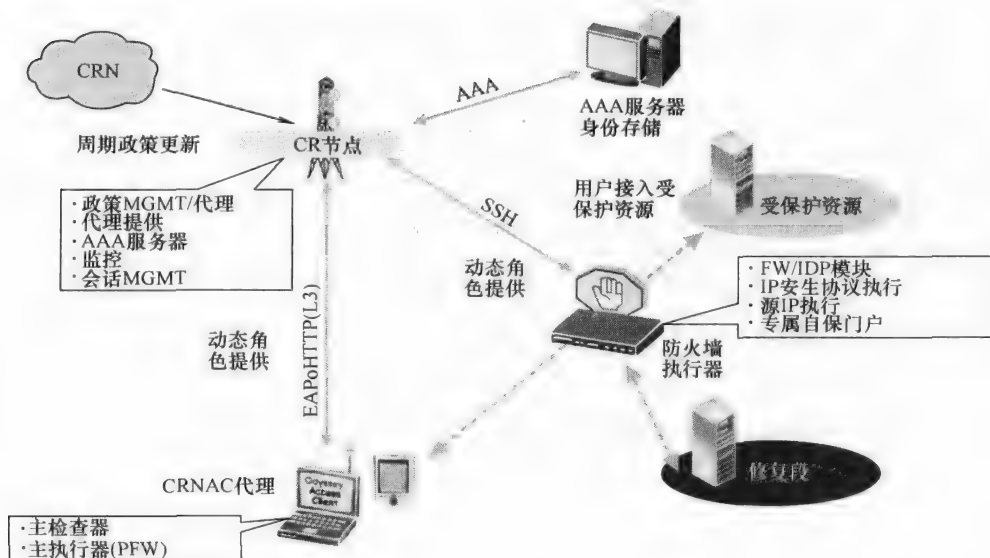 CRN
周期政策更新
CR节点
AAA
AAA服务器
身份存储
·政策MGMT/代理
·代理提供
·AAA服务器
·监控
·会话MGMT
SSH
用户接入受
保护资源
受保护资源
动态角
色提供
·FW/IDP模块
·IP安生协议执行
·源IP执行
·专属自保门户
防火墙
执行器
动态角
色提供
EAPoHTTP(L3)
修复段
CRNAC代理
Odyssey
Access
Client
·主检查器
·主执行器(PFW)